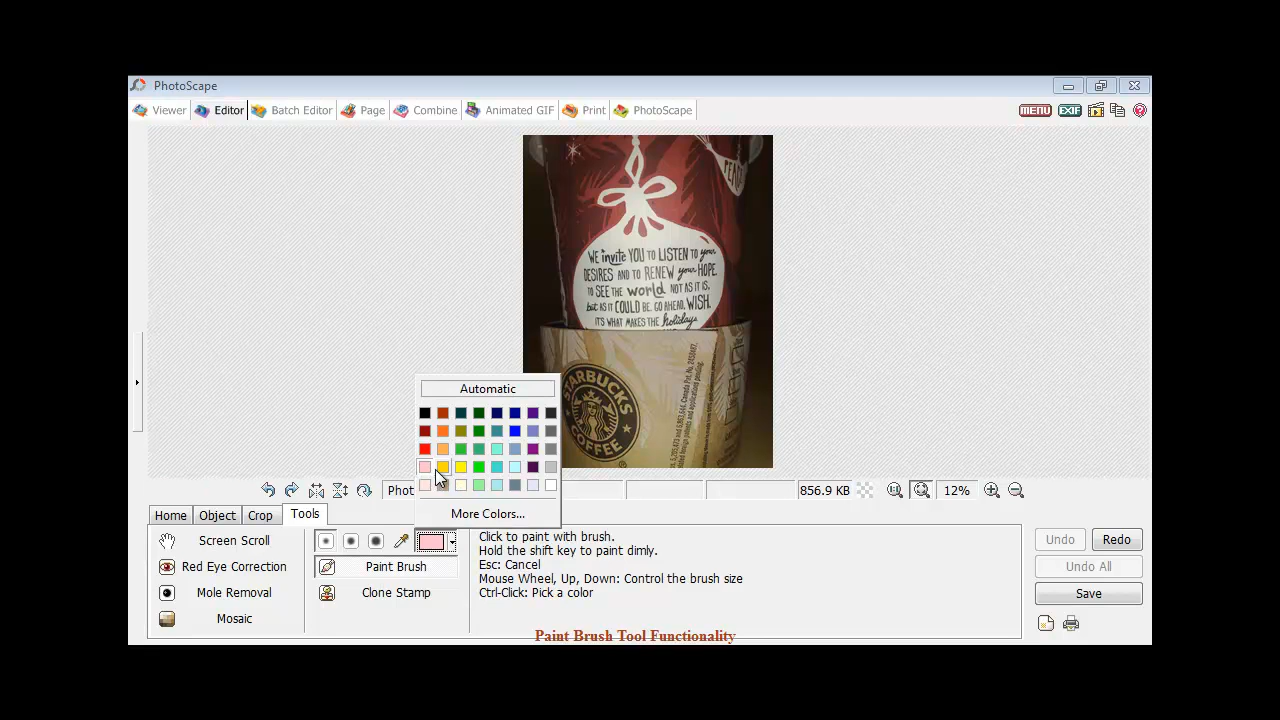 PhotoScape
Viewer Editor Batch Editor Page Combine Animated GIF Print PhotoScape MENU EXIF
PEAC
WE invite YOU TO LISTEN TO your
DESIRES AND TO RENEW your HOPE.
TO SEE THE world NOT AS IT IS,
but AS IT COULD BE. GO AHEAD. WISH.
IT'S WHAT MAKES THE holidays
STARBUCKS
COFFEE
Automatic
More Colors...
Phot
856.9 KB
12%
Home Object Crop Tools
Screen Scroll
Red Eye Correction
Mole Removal
Mosaic
Paint Brush
Clone Stamp
Click to paint with brush.
Hold the shift key to paint dimly.
Esc: Cancel
Mouse Wheel, Up, Down: Control the brush size
Ctrl-Click: Pick a color
Undo Redo
Undo All
Save
Paint Brush Tool Functionality